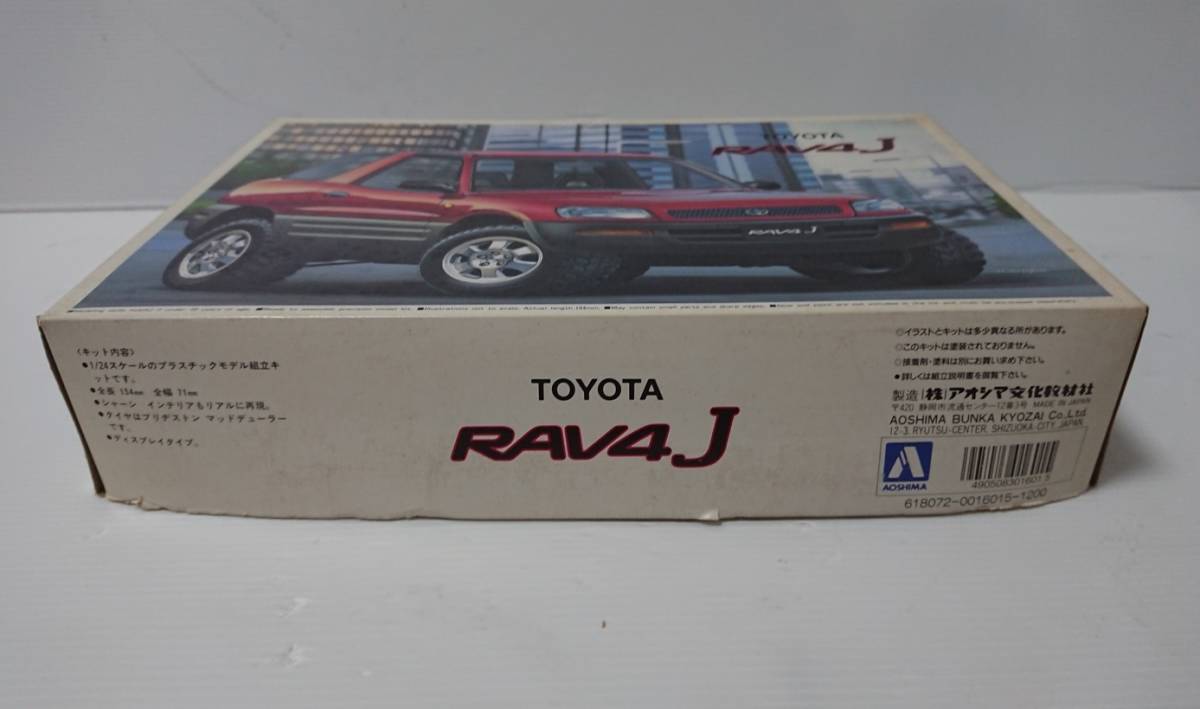 TOYOTA
RAV4 J
RAV4 J
〈キット内容〉
●1/24スケールのプラスチックモデル組立キ
ットです。
●全長 154mm 全幅 71mm
●シャーシ インテリアもリアルに再現。
●タイヤはブリヂストン マッドデューラー
です。
●ディスプレイタイプ。
TOYOTA
RAV4 J
○イラストとキットは多少異なる所があります。
○このキットは塗装されておりません。
○接着剤・塗料は別にお買い求め下さい。
●詳しくは組立説明書を御覧下さい。
製造 (株)アオシマ文化教材社
〒420 静岡市流通センター12番3号 MADE IN JAPAN
AOSHIMA BUNKA KYOZAI Co.,Ltd.
12-3, RYUTSU-CENTER, SHIZUOKA-CITY, JAPAN.
AOSHIMA
4905083016015
618072-0016015-1200